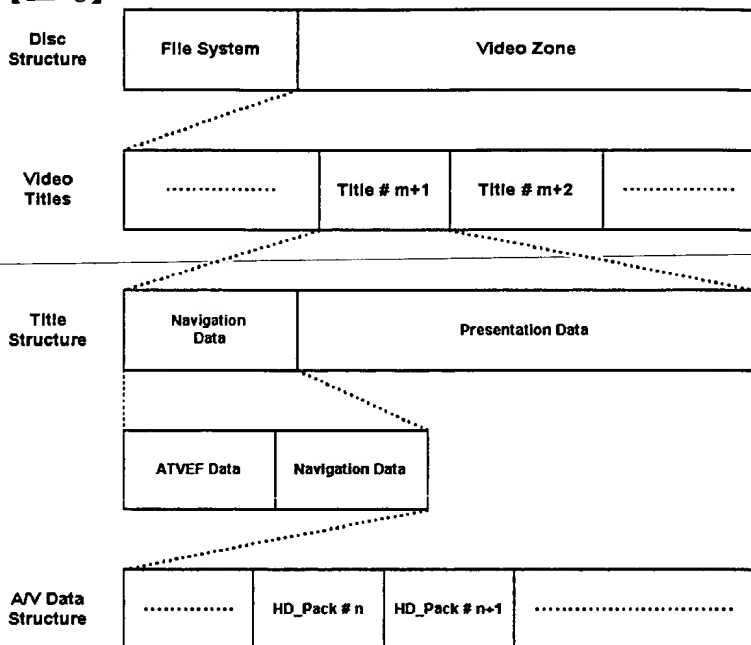 Disc
Structure
File System
Video Zone
Video
Titles
Title # m+1
Title # m+2
Title
Structure
Navigation
Data
Presentation Data
ATVEF Data
Navigation Data
A/V Data
Structure
HD_Pack # n
HD_Pack # n+1